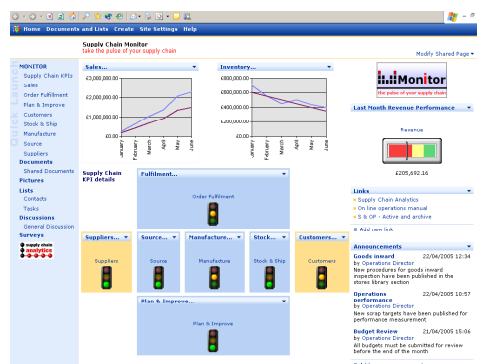 Home Documents and Lists Create Site Settings Help
Supply Chain Monitor
take the pulse of your supply chain
Modify Shared Page
MONITOR
Supply Chain KPIs
Sales
Order Fulfilment
Plan & Improve
Customers
Stock & Ship
Manufacture
Source
Suppliers
Documents
Shared Documents
Pictures
Lists
Contacts
Tasks
Discussions
General Discussion
Surveys
supply chain
analytics
Sales...
£3,000,000.00
£2,000,000.00
£1,000,000.00
£0.00
January
February
March
April
May
June
Inventory...
£800,000.00
£600,000.00
£400,000.00
£200,000.00
£0.00
January
February
March
April
May
June
Supply Chain
KPI details
Fulfilment...
Order Fulfilment
Suppliers...
Suppliers
Source...
Source
Manufacture...
Manufacture
Stock...
Stock & Ship
Customers...
Customers
Plan & Improve...
Plan & Improve
Monitor
the pulse of your supply chain
Last Month Revenue Performance
Revenue
£205,692.16
Links
Supply Chain Analytics
On line operations manual
S & OP - Active and archive
Add new link
Announcements
Goods inward 22/04/2005 12:34
by Operations Director
New procedures for goods inward
inspection have been published in the
stores library section
Operations 22/04/2005 10:57
performance
by Operations Director
New scrap targets have been published for
performance measurement
Budget Review 21/04/2005 15:06
by Operations Director
All budgets must be submitted for review
before the end of the month